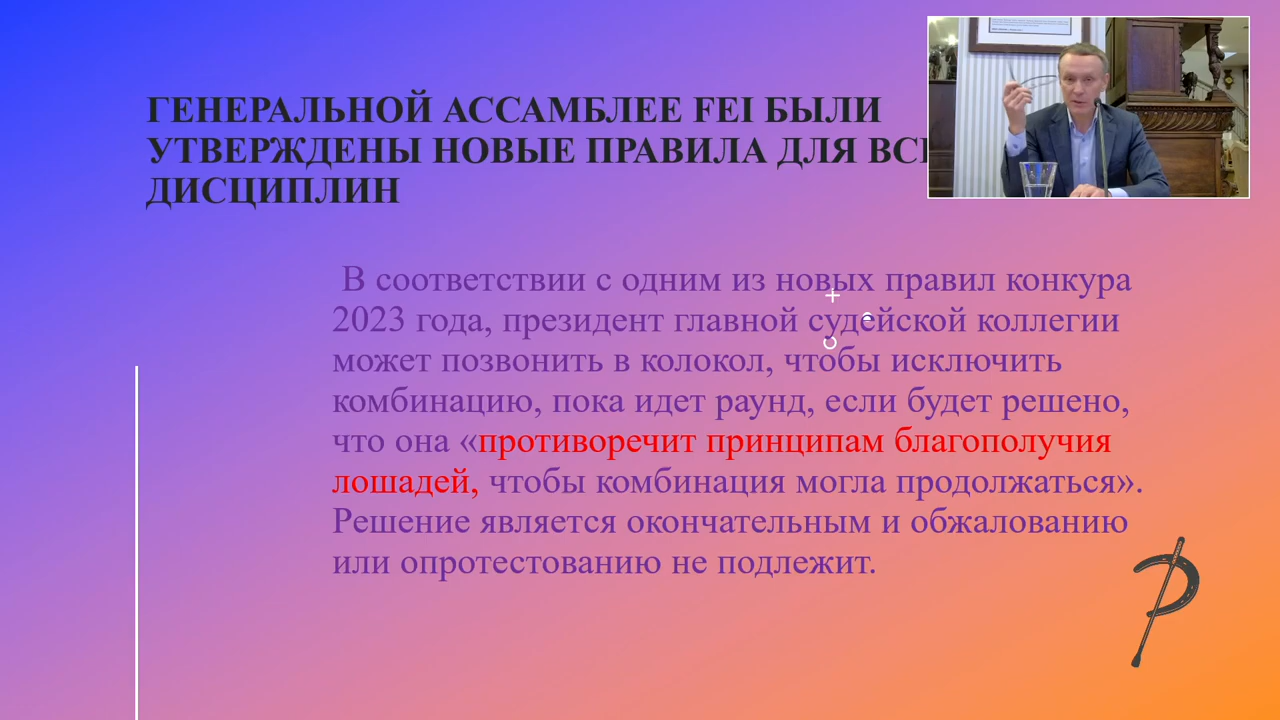 ГЕНЕРАЛЬНОЙ АССАМБЛЕЕ FEI БЫЛИ
УТВЕРЖДЕНЫ НОВЫЕ ПРАВИЛА ДЛЯ
ДИСЦИПЛИН
В соответствии с одним из новых правил конкура
2023 года, президент главной судейской коллегии
может позвонить в колокол, чтобы исключить
комбинацию, пока идет раунд, если будет решено,
что она «противоречит принципам благополучия
лошадей, чтобы комбинация могла продолжаться».
Решение является окончательным и обжалованию
или опротестованию не подлежит.